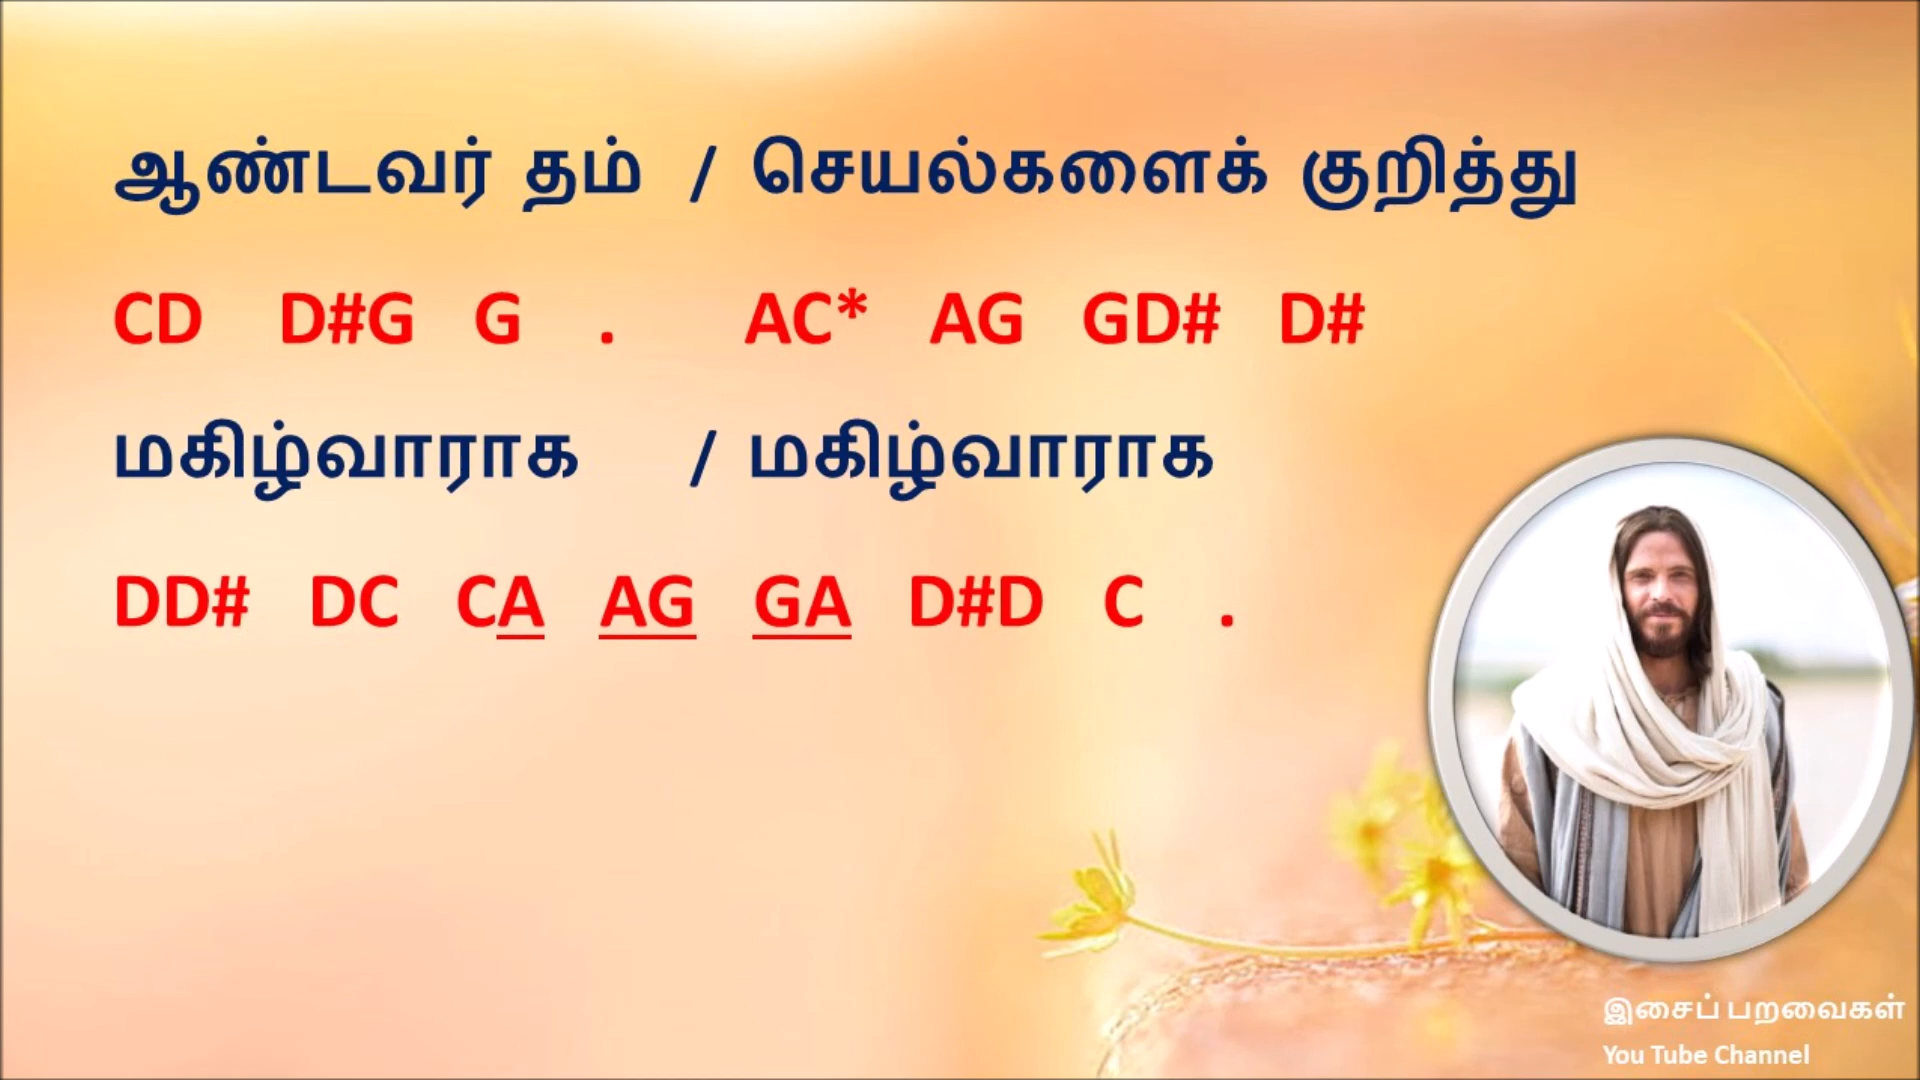 ஆண்டவர் தம் / செயல்களைக் குறித்து
CD D#G G . AC* AG GD# D#
மகிழ்வாராக / மகிழ்வாராக
DD# DC CA AG GA D#D C .
இசைப் பறவைகள்
You Tube Channel